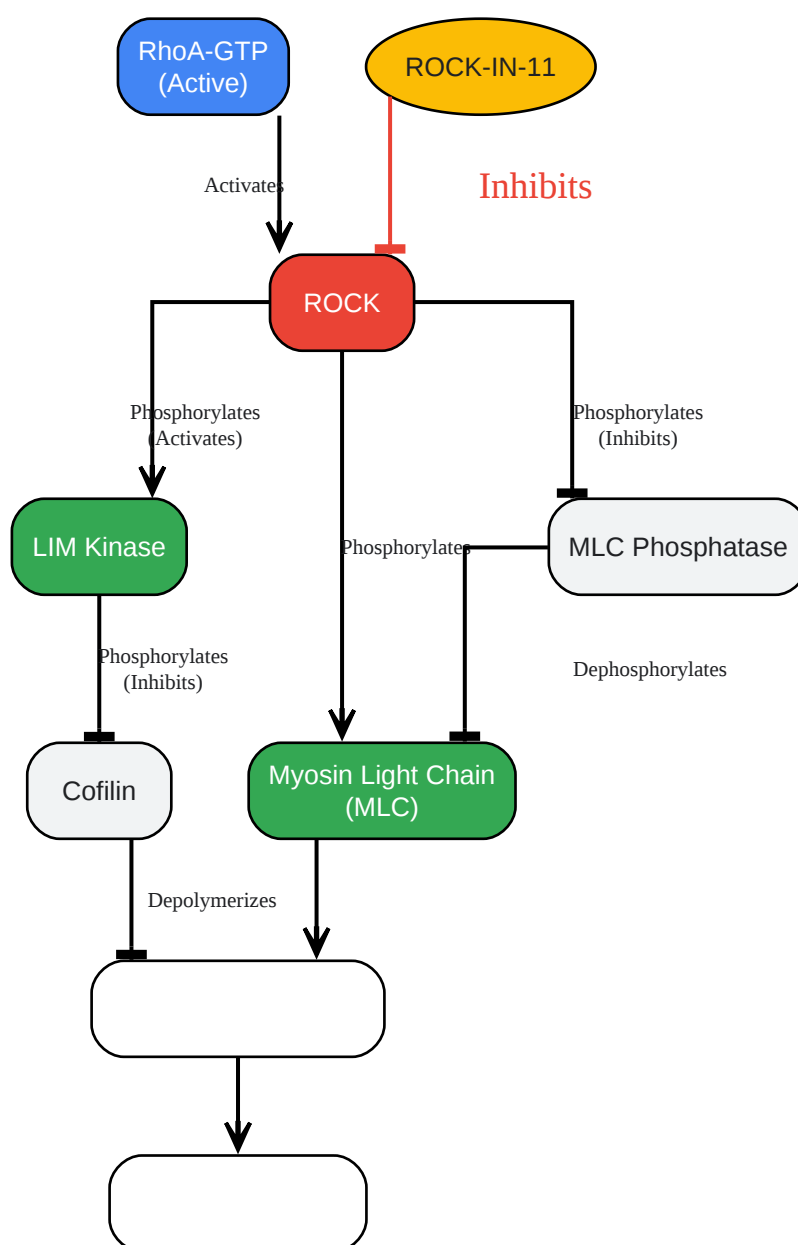 RhoA-GTP
(Active)
ROCK-IN-11
Activates
Inhibits
ROCK
Phosphorylates
(Activates)
Phosphorylates
(Inhibits)
LIM Kinase
Phosphorylates
MLC Phosphatase
Phosphorylates
(Inhibits)
Dephosphorylates
Cofilin
Myosin Light Chain
(MLC)
Depolymerizes